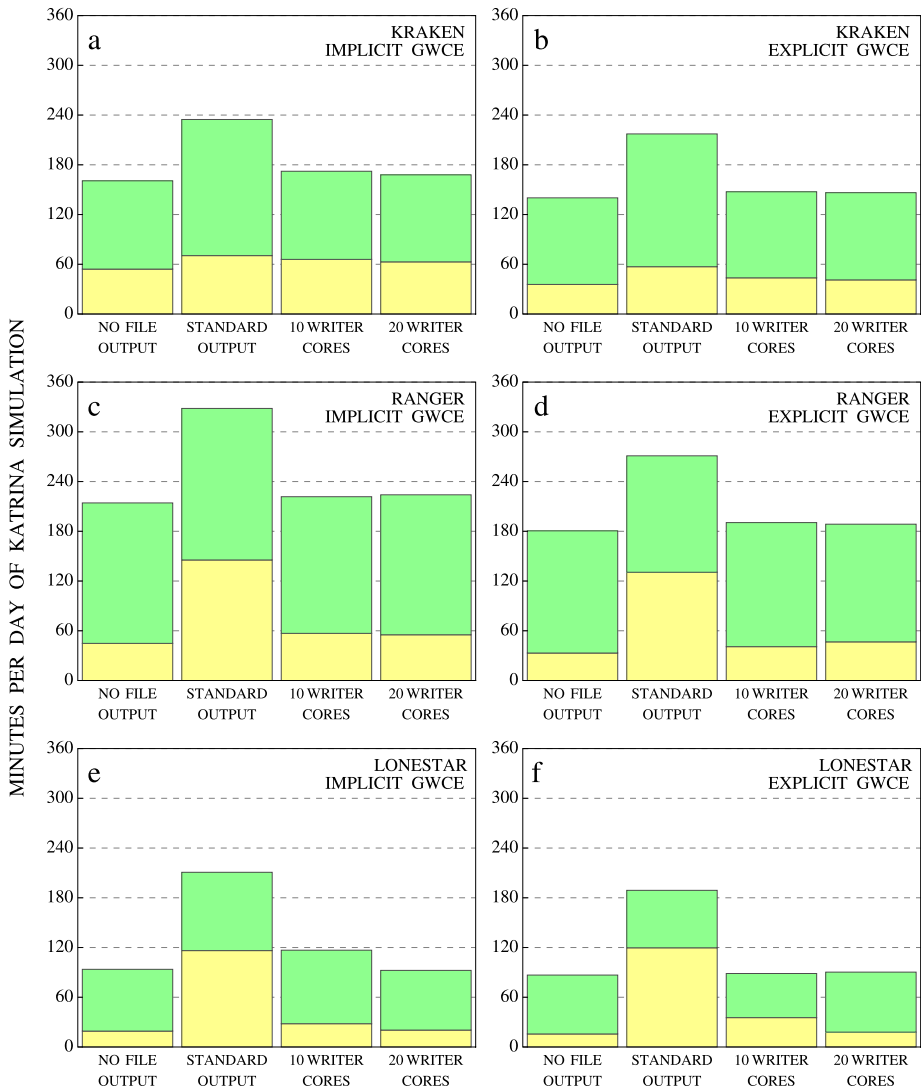 MINUTES PER DAY OF KATRINA SIMULATION
a
KRAKEN
IMPLICIT GWCE
360
300
240
180
120
60
0
NO FILE OUTPUT
STANDARD OUTPUT
10 WRITER CORES
20 WRITER CORES
b
KRAKEN
EXPLICIT GWCE
360
300
240
180
120
60
0
NO FILE OUTPUT
STANDARD OUTPUT
10 WRITER CORES
20 WRITER CORES
c
RANGER
IMPLICIT GWCE
360
300
240
180
120
60
0
NO FILE OUTPUT
STANDARD OUTPUT
10 WRITER CORES
20 WRITER CORES
d
RANGER
EXPLICIT GWCE
360
300
240
180
120
60
0
NO FILE OUTPUT
STANDARD OUTPUT
10 WRITER CORES
20 WRITER CORES
e
LONESTAR
IMPLICIT GWCE
360
300
240
180
120
60
0
NO FILE OUTPUT
STANDARD OUTPUT
10 WRITER CORES
20 WRITER CORES
f
LONESTAR
EXPLICIT GWCE
360
300
240
180
120
60
0
NO FILE OUTPUT
STANDARD OUTPUT
10 WRITER CORES
20 WRITER CORES